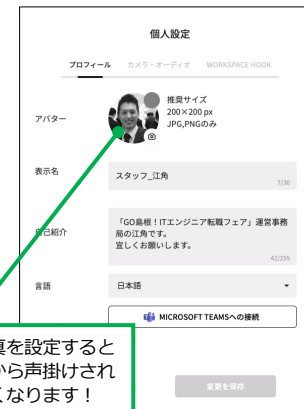 個人設定
プロフィール カメラ・オーディオ WORKSPACE HOOK
アバター
推奨サイズ
200×200 px
JPG,PNGのみ
表示名
スタッフ_江角
7/30
自己紹介
「GO島根！ITエンジニア転職フェア」運営事務
局の江角です。
宜しくお願いします。
42/255
言語
日本語
MICROSOFT TEAMSへの接続
真を設定すると
から声掛けされ
くなります！
変更を保存